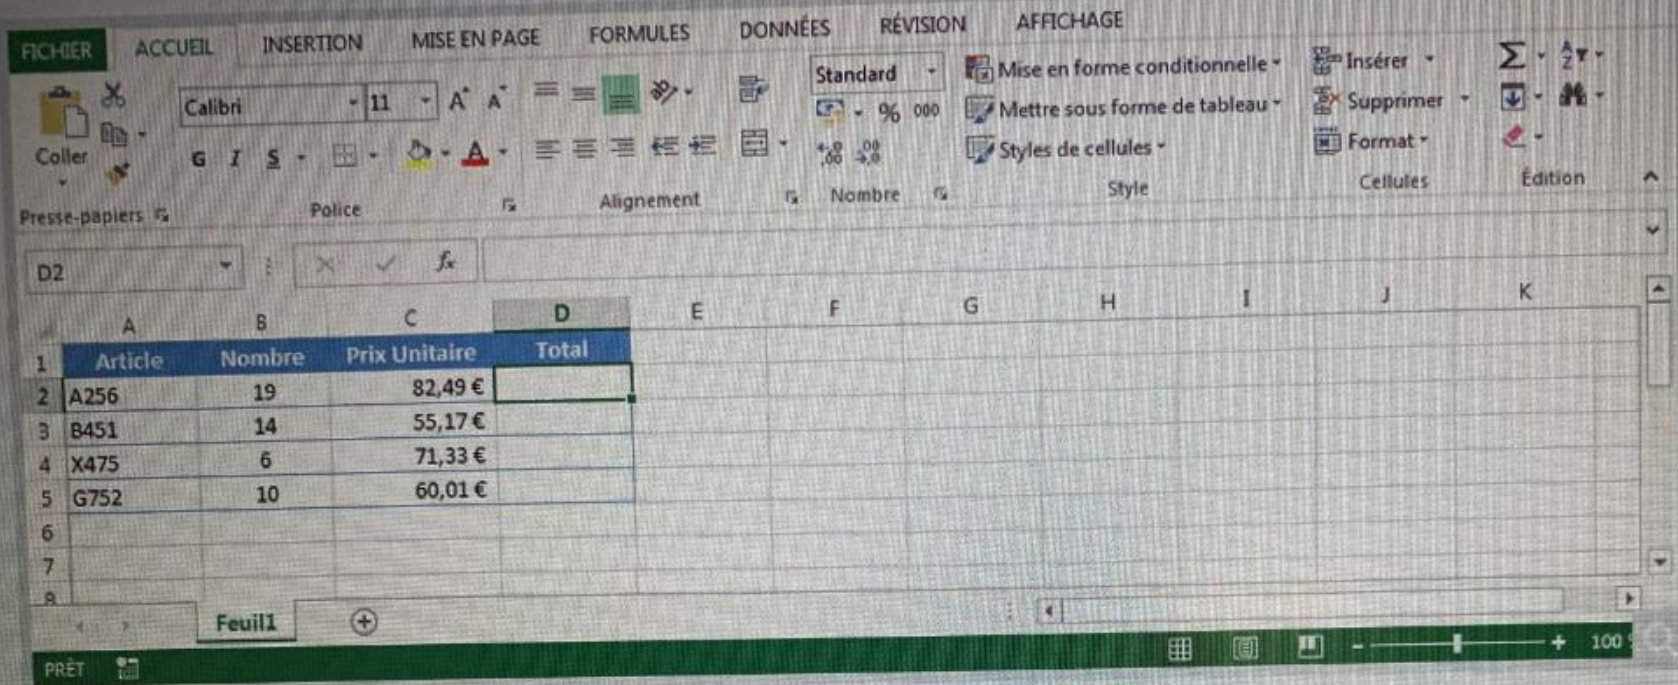 FICHIER ACCUEIL INSERTION MISE EN PAGE FORMULES DONNÉES RÉVISION AFFICHAGE
Calibri 11 A A Standard Mise en forme conditionnelle Insérer Σ A Z
% 000 Mettre sous forme de tableau Supprimer
Coller G I S A ,00 Styles de cellules Format
Presse-papiers Police Alignement Nombre Style Cellules Édition
D2 fx
A B C D E F G H I J K
1 Article Nombre Prix Unitaire Total
2 A256 19 82,49 €
3 B451 14 55,17 €
4 X475 6 71,33 €
5 G752 10 60,01 €
6
7
8
Feuil1
PRÊT 100